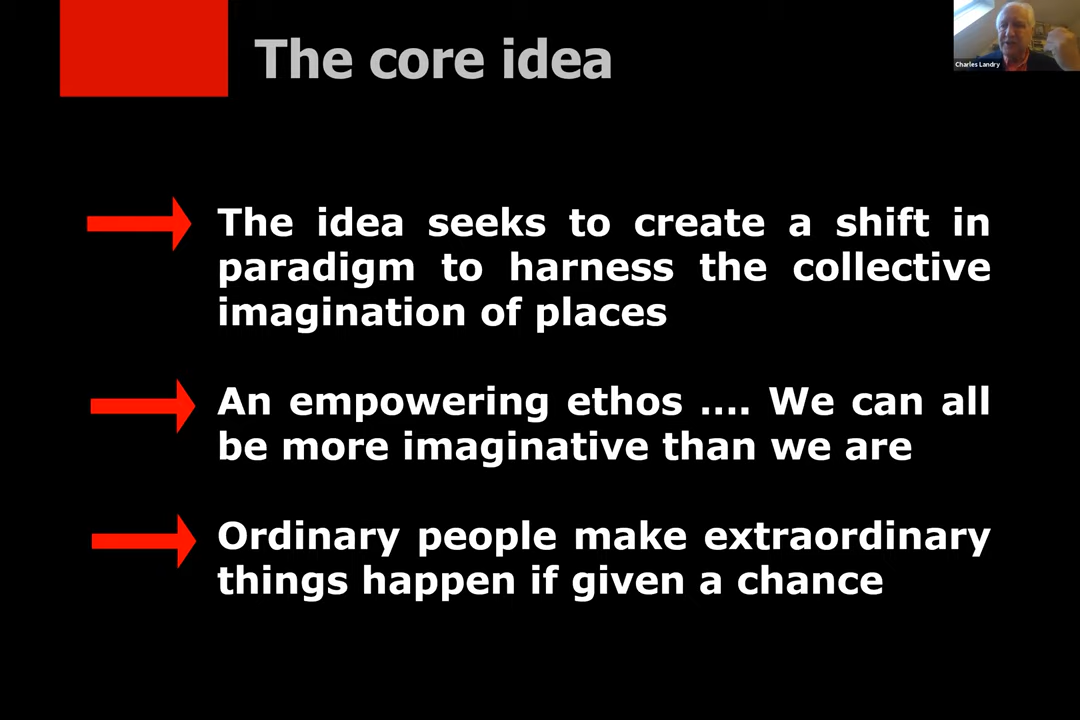 The core idea
Charles Landry
The idea seeks to create a shift in
paradigm to harness the collective
imagination of places
An empowering ethos .... We can all
be more imaginative than we are
Ordinary people make extraordinary
things happen if given a chance